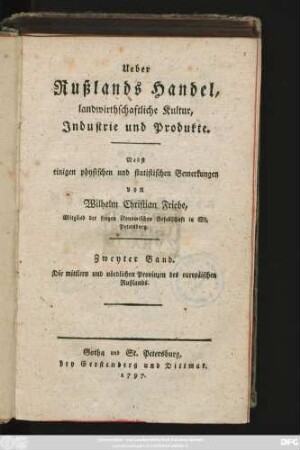 Ueber
Rußlands Handel,
landwirthschaftliche Kultur,
Industrie und Produkte.
Nebst
einigen physischen und statistischen Bemerkungen
von
Wilhelm Christian Friebe,
Mitglied der freyen ökonomischen Gesellschaft in St.
Petersburg.
Zweyter Band.
Die mittlern und nördlichen Provinzen des europäischen
Rußlands.
Gotha und St. Petersburg,
bey Gerstenberg und Dittmar.
1797.
DFG